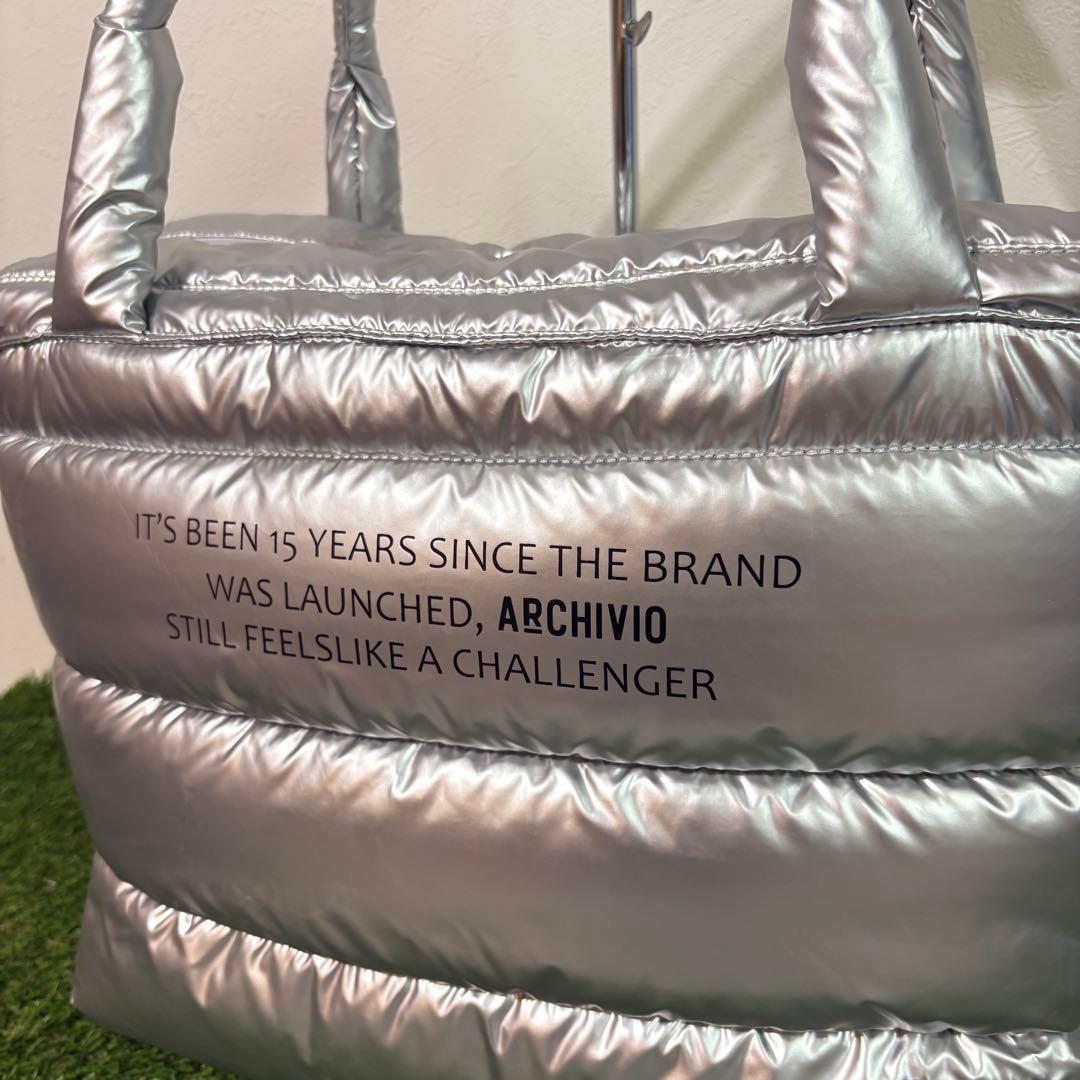 IT'S BEEN 15 YEARS SINCE THE BRAND
WAS LAUNCHED, ARCHIVIO
STILL FEELSLIKE A CHALLENGER